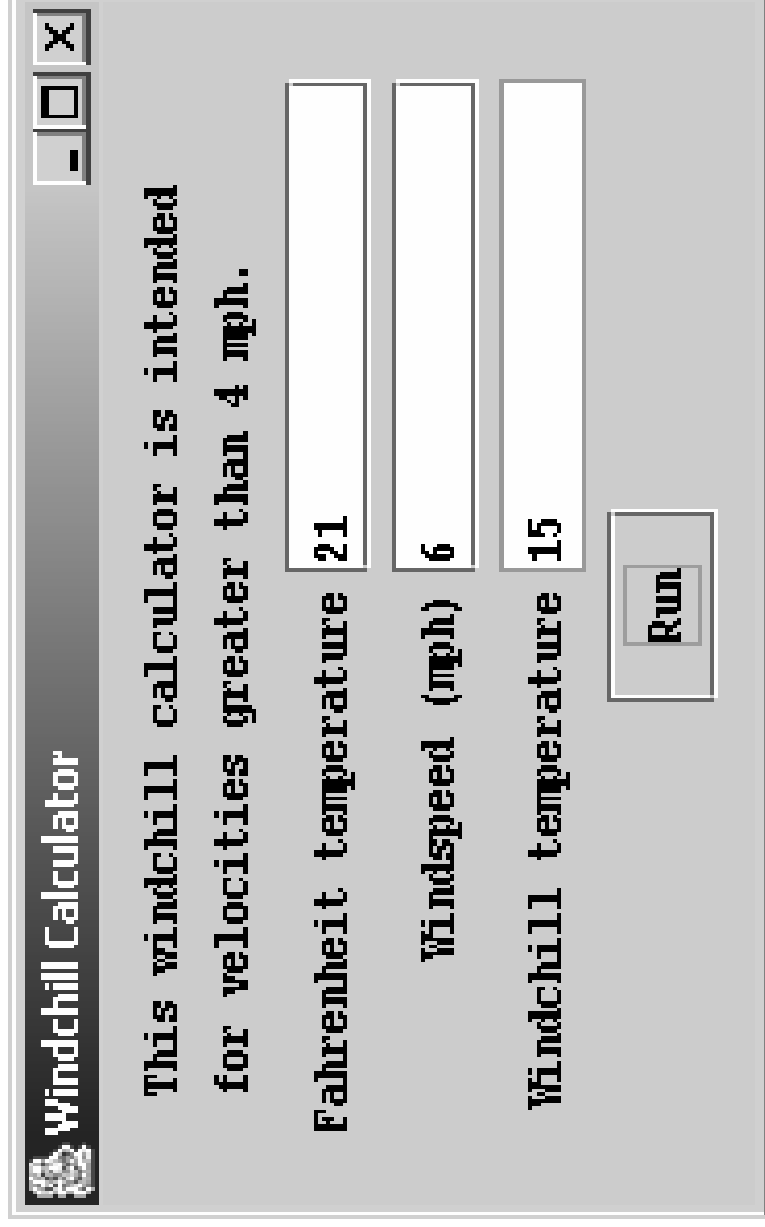 Windchill Calculator
This windchill calculator is intended
for velocities greater than 4 mph.
Fahrenheit temperature 21
Windspeed (mph) 6
Windchill temperature 15
Run